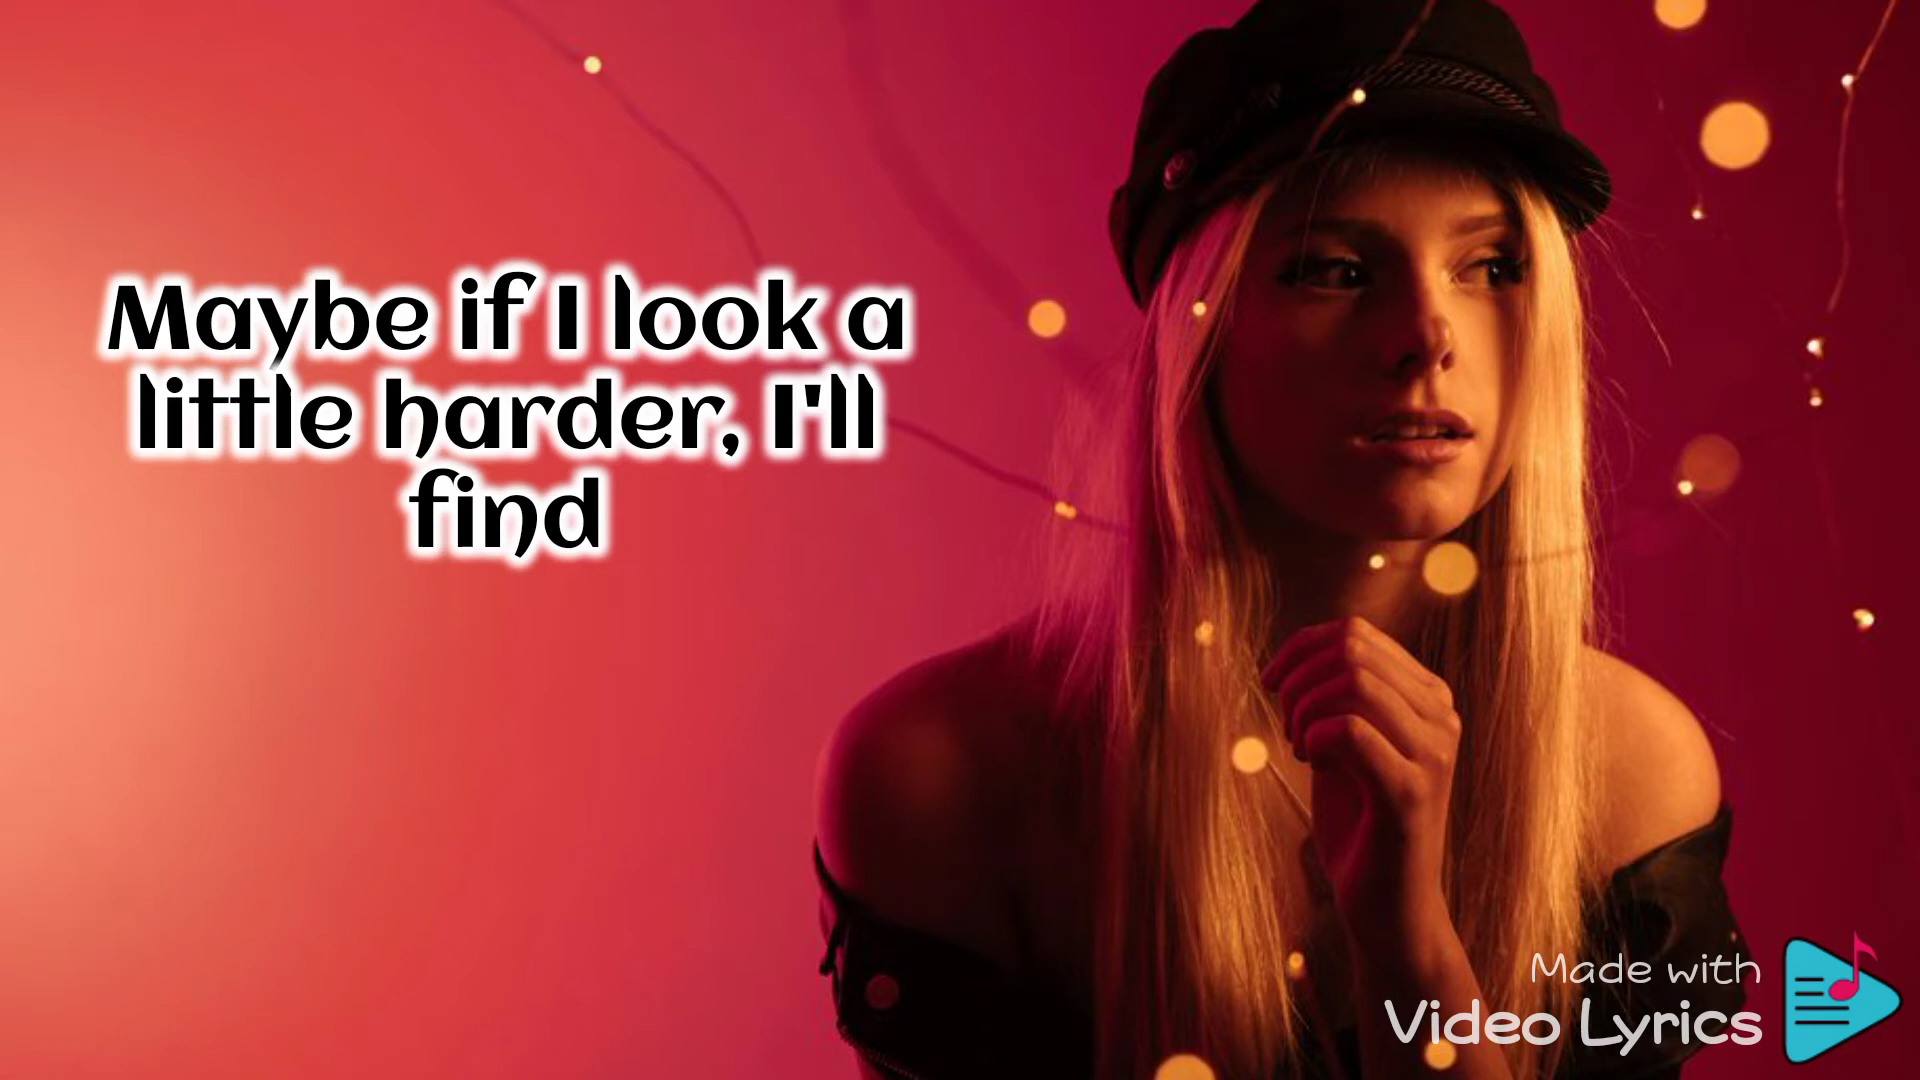 Maybe if I look a
little harder, I'll
find
Made with
Video Lyrics